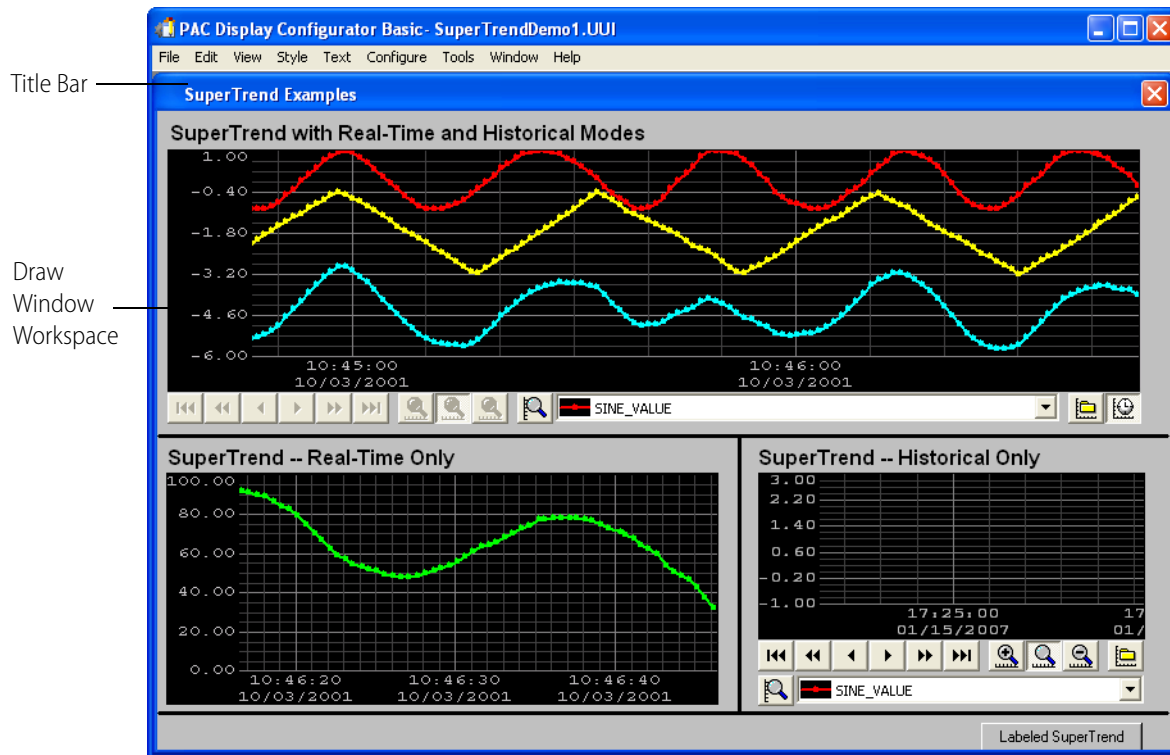 PAC Display Configurator Basic- SuperTrendDemo1.UUI
File Edit View Style Text Configure Tools Window Help
Title Bar
SuperTrend Examples
SuperTrend with Real-Time and Historical Modes
1.00
-0.40
-1.80
-3.20
-4.60
-6.00
Draw
Window
Workspace
10:45:00 10:46:00
10/03/2001 10/03/2001
SINE_VALUE
SuperTrend -- Real-Time Only
100.00
80.00
60.00
40.00
20.00
0.00
10:46:20 10:46:30 10:46:40
10/03/2001 10/03/2001 10/03/2001
SuperTrend -- Historical Only
3.00
2.20
1.40
0.60
-0.20
-1.00
17:25:00 17
01/15/2007 01/
SINE_VALUE
Labeled SuperTrend